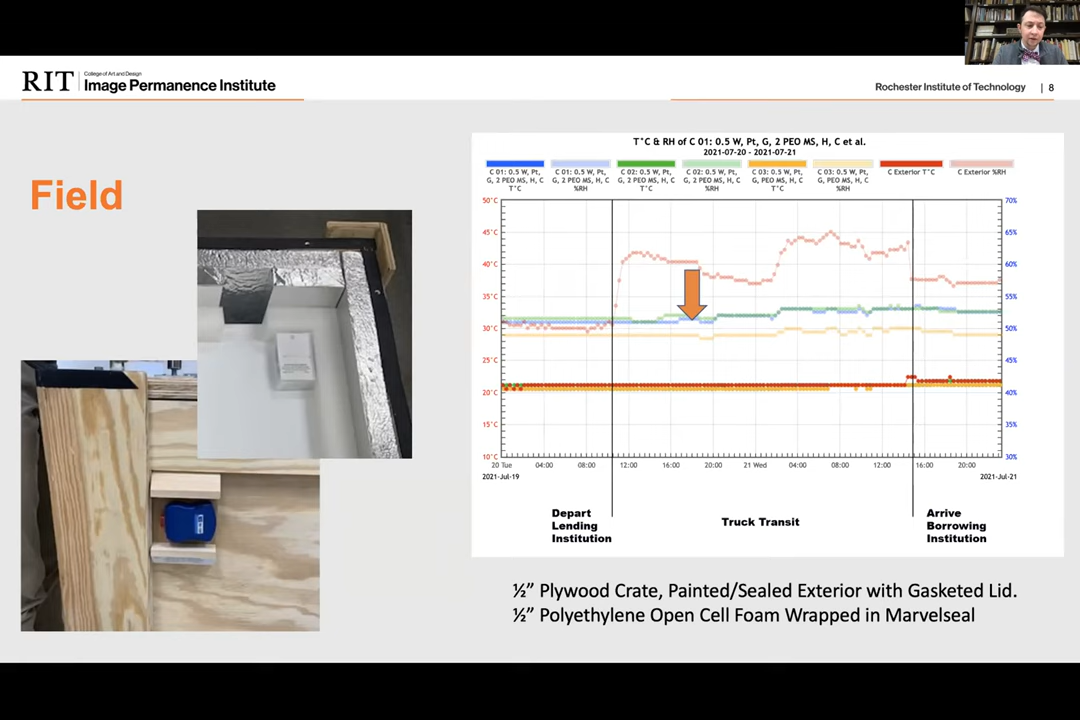 RIT
College of Art and Design
Image Permanence Institute
Rochester Institute of Technology | 8
Field
T°C & RH of C 01: 0.5 W, Pt, G, 2 PEO MS, H, C et al.
2021-07-20 - 2021-07-21
C 01: 0.5 W, Pt,
G, 2 PEO MS, H, C
T°C
C 01: 0.5 W, Pt,
G, 2 PEO MS, H, C
%RH
C 02: 0.5 W, Pt,
G, 2 PEO MS, H, C
T°C
C 02: 0.5 W, Pt,
G, 2 PEO MS, H, C
%RH
C 03: 0.5 W, Pt,
G, 2 PEO MS, H, C
T°C
C 03: 0.5 W, Pt,
G, 2 PEO MS, H, C
%RH
C Exterior T°C
C Exterior %RH
50°C
45°C
40°C
35°C
30°C
25°C
20°C
15°C
10°C
70%
65%
60%
55%
50%
45%
40%
35%
30%
20 Tue 04:00 08:00 12:00 16:00 20:00 21 Wed 04:00 08:00 12:00 16:00 20:00
2021-Jul-19 2021-Jul-21
Depart
Lending
Institution
Truck Transit
Arrive
Borrowing
Institution
½” Plywood Crate, Painted/Sealed Exterior with Gasketed Lid.
½” Polyethylene Open Cell Foam Wrapped in Marvelseal